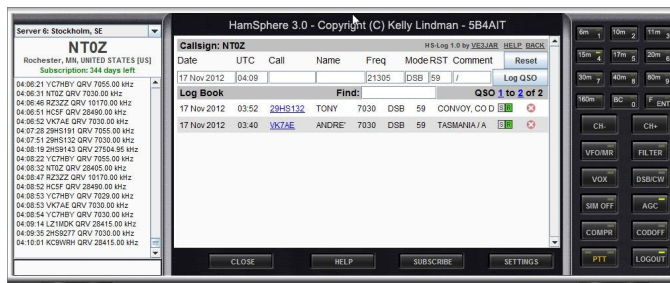 HamSphere 3.0 - Copyright (C) Kelly Lindman - 5B4AIT
Server 6: Stockholm, SE
NT0Z
Rochester, MN, UNITED STATES [US]
Subscription: 344 days left
04:06:21 YC7HBY QRV 7055.00 kHz
04:06:31 NT0Z QRV 7030.00 kHz
04:06:46 RZ3ZZ QRV 10170.00 kHz
04:06:51 HC5F QRV 28490.00 kHz
04:06:52 VK7AE QRV 7030.00 kHz
04:07:28 29HS191 QRV 7055.00 kHz
04:07:51 29HS132 QRV 7030.00 kHz
04:08:19 2HS9143 QRV 27504.95 kHz
04:08:22 YC7HBY QRV 7055.00 kHz
04:08:32 NT0Z QRV 28405.00 kHz
04:08:47 RZ3ZZ QRV 10170.00 kHz
04:08:52 HC5F QRV 28490.00 kHz
04:08:53 YC7HBY QRV 7029.00 kHz
04:08:53 VK7AE QRV 7030.00 kHz
04:08:54 YC7HBY QRV 7030.00 kHz
04:09:14 LZ1MDK QRV 28415.00 kHz
04:09:35 2HS9277 QRV 7030.00 kHz
04:10:01 KC9WRH QRV 28415.00 kHz
Callsign: NT0Z HS-Log 1.0 by VE3JAR HELP BACK
Date UTC Call Name Freq Mode RST Comment Reset
17 Nov 2012 04:09 21305 DSB 59 / Log QSO
Log Book Find: QSO 1 to 2 of 2
17 Nov 2012 03:52 29HS132 TONY 7030 DSB 59 CONVOY, CO D S R
17 Nov 2012 03:40 VK7AE ANDRE' 7030 DSB 59 TASMANIA / A S R
CLOSE HELP SUBSCRIBE SETTINGS
6m 1 10m 2 11m 3
15m 4 17m 5 20m 6
30m 7 40m 8 80m 9
160m BC 0 F ENT
CH- CH+
VFO/MR FILTER
VOX DSB/CW
SIM OFF AGC
COMPR CODOFF
PTT LOGOUT